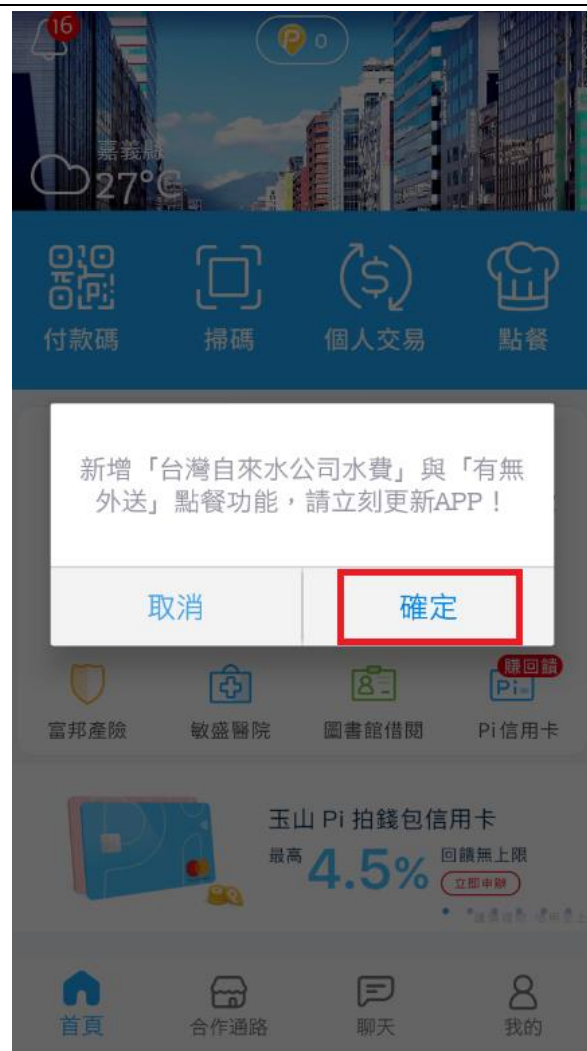 16
P 0
嘉義縣
27°C
付款碼 掃碼 個人交易 點餐
新增「台灣自來水公司水費」與「有無
外送」點餐功能，請立刻更新APP！
取消 確定
賺回饋
Pi
富邦產險 敏盛醫院 圖書館借閱 Pi信用卡
玉山 Pi 拍錢包信用卡
最高 4.5% 回饋無上限
立即申辦
首頁 合作通路 聊天 我的